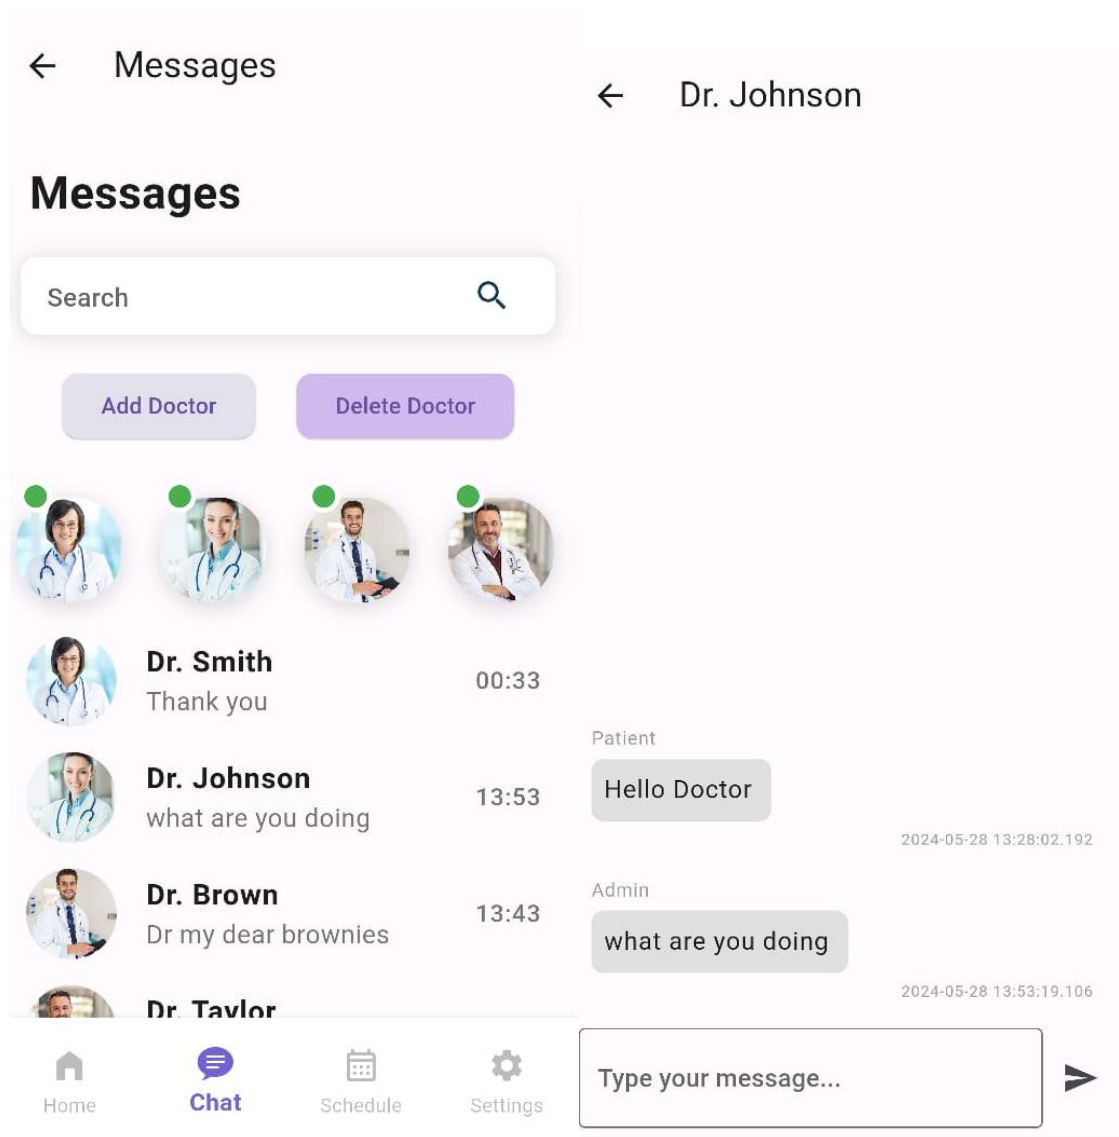 Messages
Messages
Search
Add Doctor
Delete Doctor
Dr. Smith
Thank you
00:33
Dr. Johnson
what are you doing
13:53
Dr. Brown
Dr my dear brownies
13:43
Dr. Taylor
Home
Chat
Schedule
Settings
Dr. Johnson
Patient
Hello Doctor
2024-05-28 13:28:02.192
Admin
what are you doing
2024-05-28 13:53:19.106
Type your message...